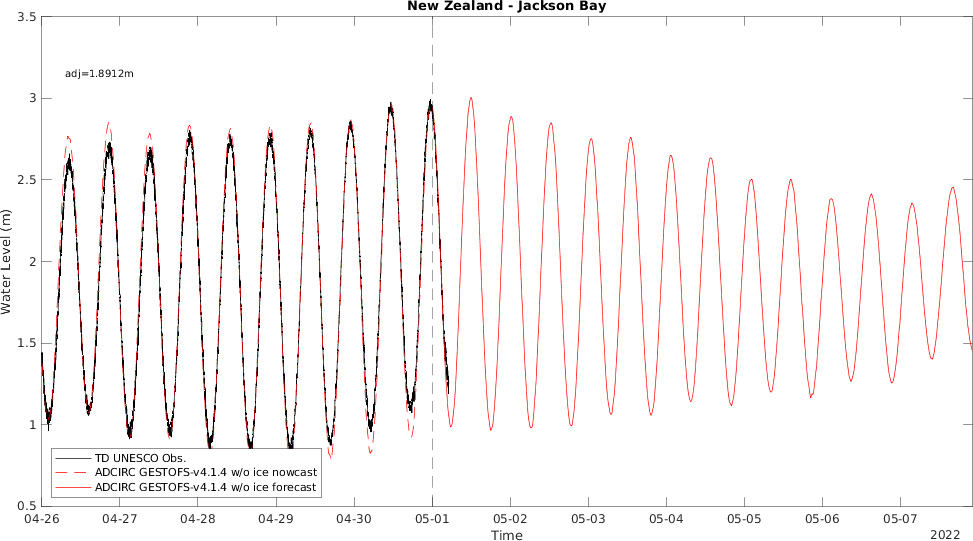 New Zealand - Jackson Bay
3.5
adj=1.8912m
3
2.5
Water Level (m)
2
1.5
1
TD UNESCO Obs.
ADCIRC GESTOFS-v4.1.4 w/o ice nowcast
ADCIRC GESTOFS-v4.1.4 w/o ice forecast
0.5
04-26 04-27 04-28 04-29 04-30 05-01 05-02 05-03 05-04 05-05 05-06 05-07
Time
2022